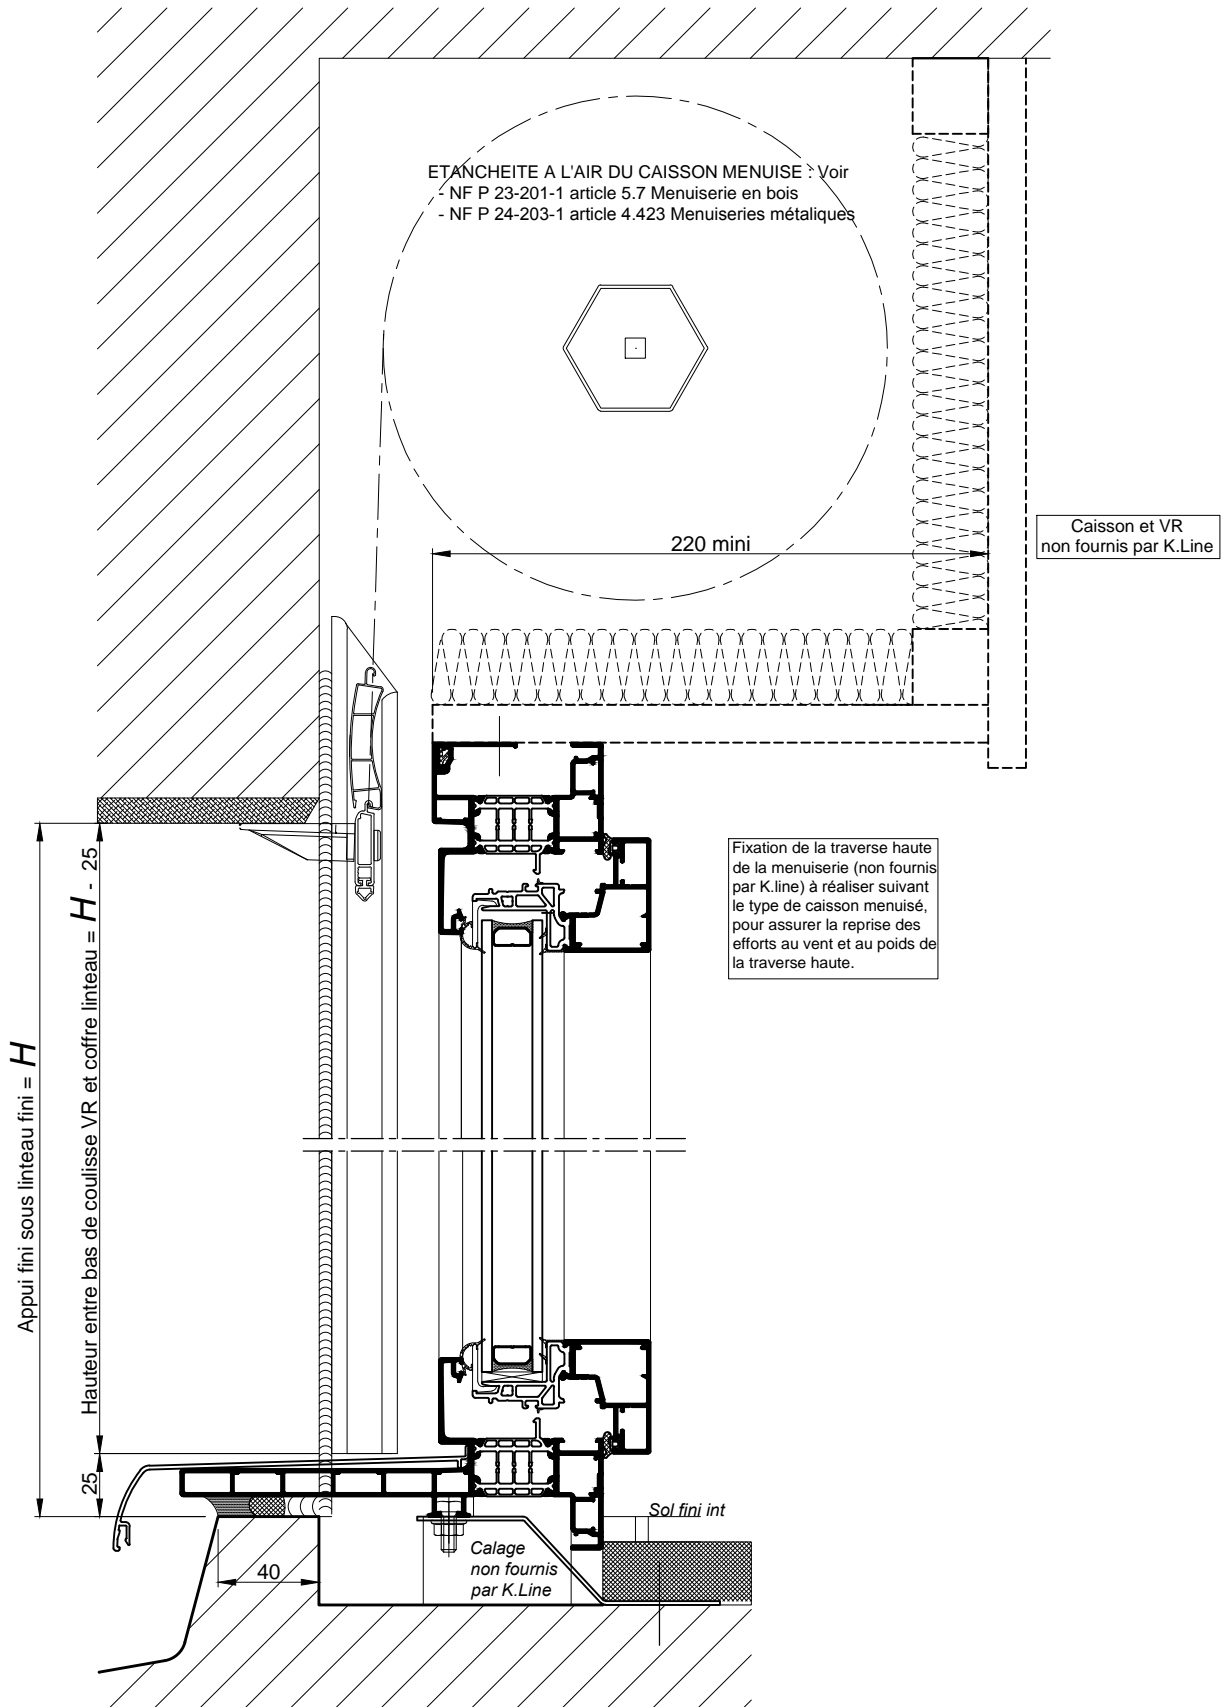 ETANCHEITE A L'AIR DU CAISSON MENUISE : Voir
- NF P 23-201-1 article 5.7 Menuiserie en bois
- NF P 24-203-1 article 4.423 Menuiseries métaliques
220 mini
Caisson et VR
non fournis par K.Line
Fixation de la traverse haute
de la menuiserie (non fournis
par K.line) à réaliser suivant
le type de caisson menuisé,
pour assurer la reprise des
efforts au vent et au poids de
la traverse haute.
Appui fini sous linteau fini = H
Hauteur entre bas de coulisse VR et coffre linteau = H - 25
25
Sol fini int
Calage
non fournis
par K.Line
40